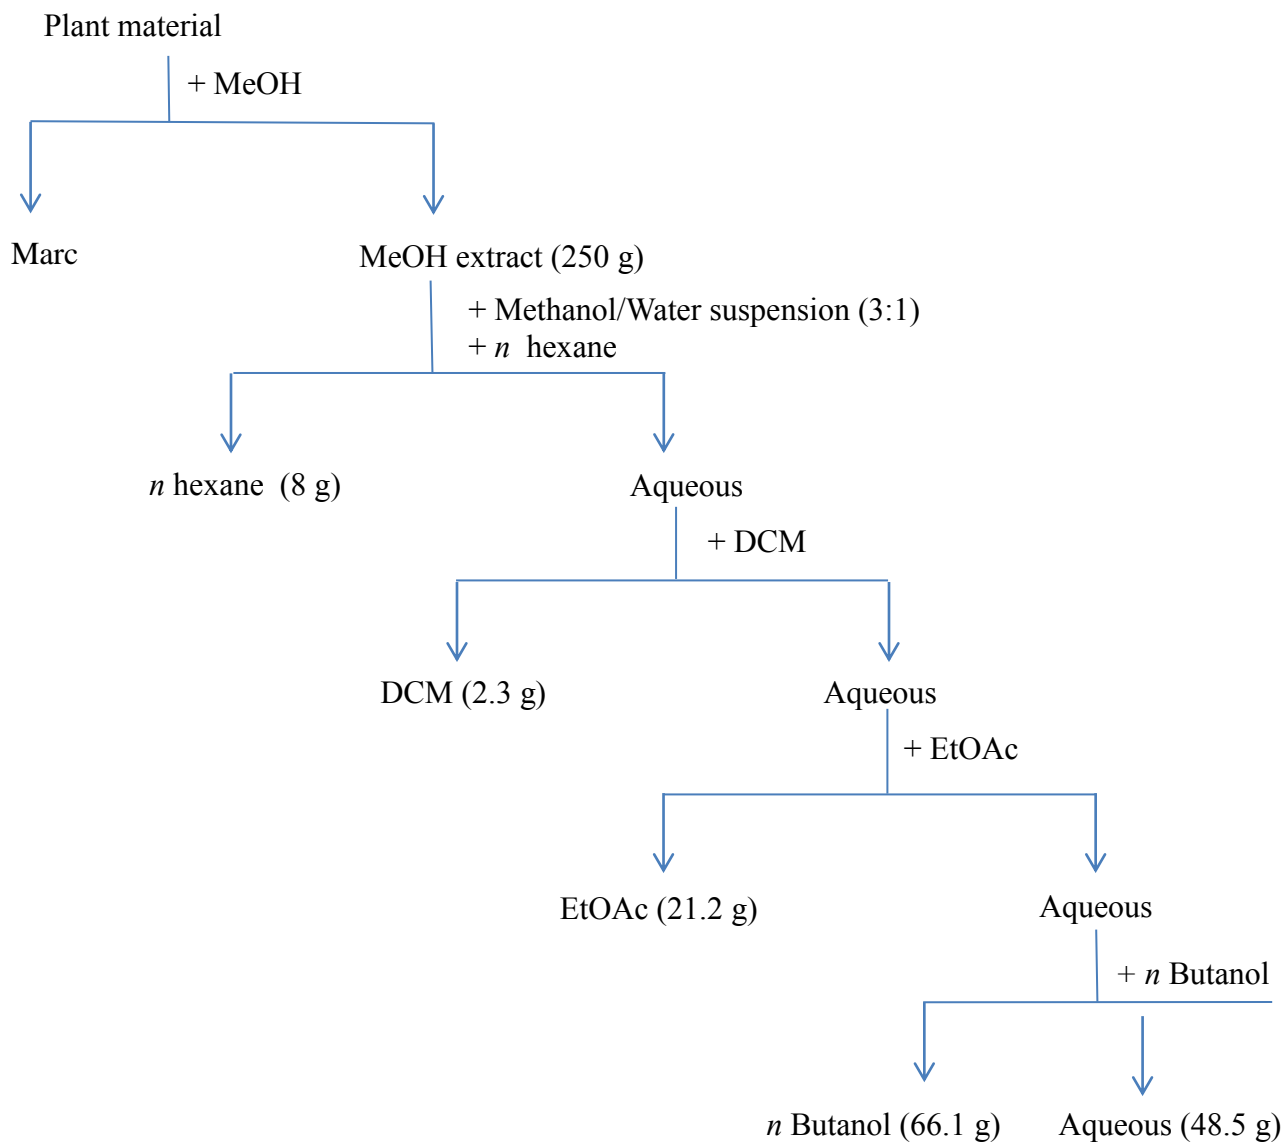 Plant material
+ MeOH
Marc
MeOH extract (250 g)
+ Methanol/Water suspension (3:1)
+ n hexane
n hexane (8 g)
Aqueous
+ DCM
DCM (2.3 g)
Aqueous
+ EtOAc
EtOAc (21.2 g)
Aqueous
+ n Butanol
n Butanol (66.1 g)
Aqueous (48.5 g)